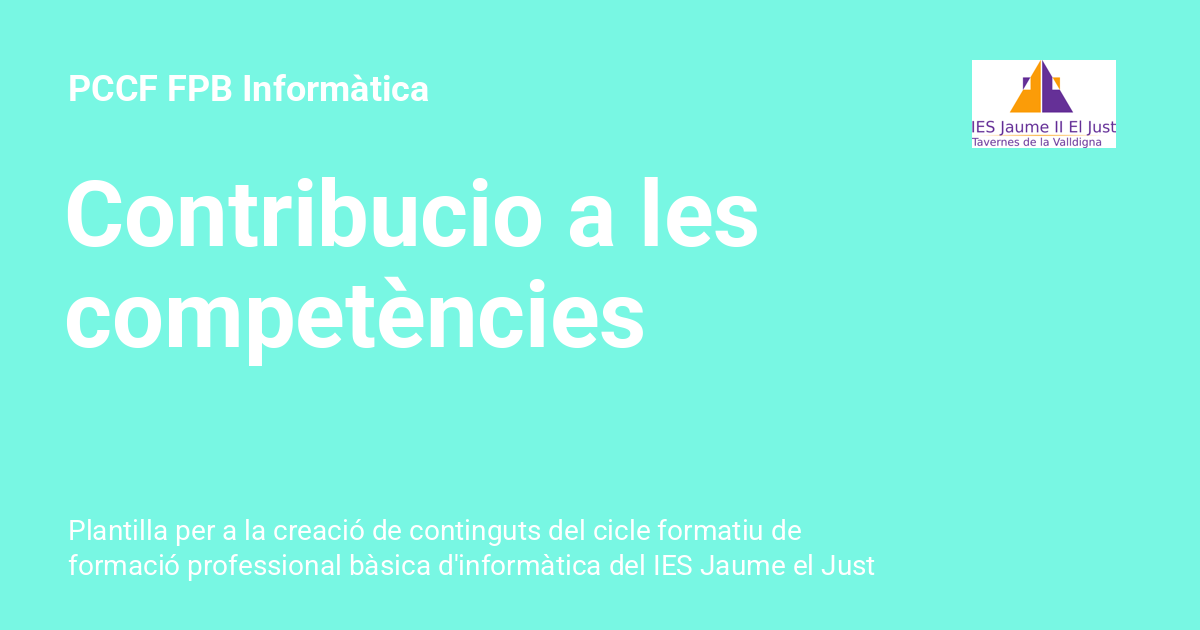 PCCF FPB Informàtica
IES Jaume II El Just
Tavernes de la Valldigna
Contribucio a les
competències
Plantilla per a la creació de continguts del cicle formatiu de
formació professional bàsica d'informàtica del IES Jaume el Just